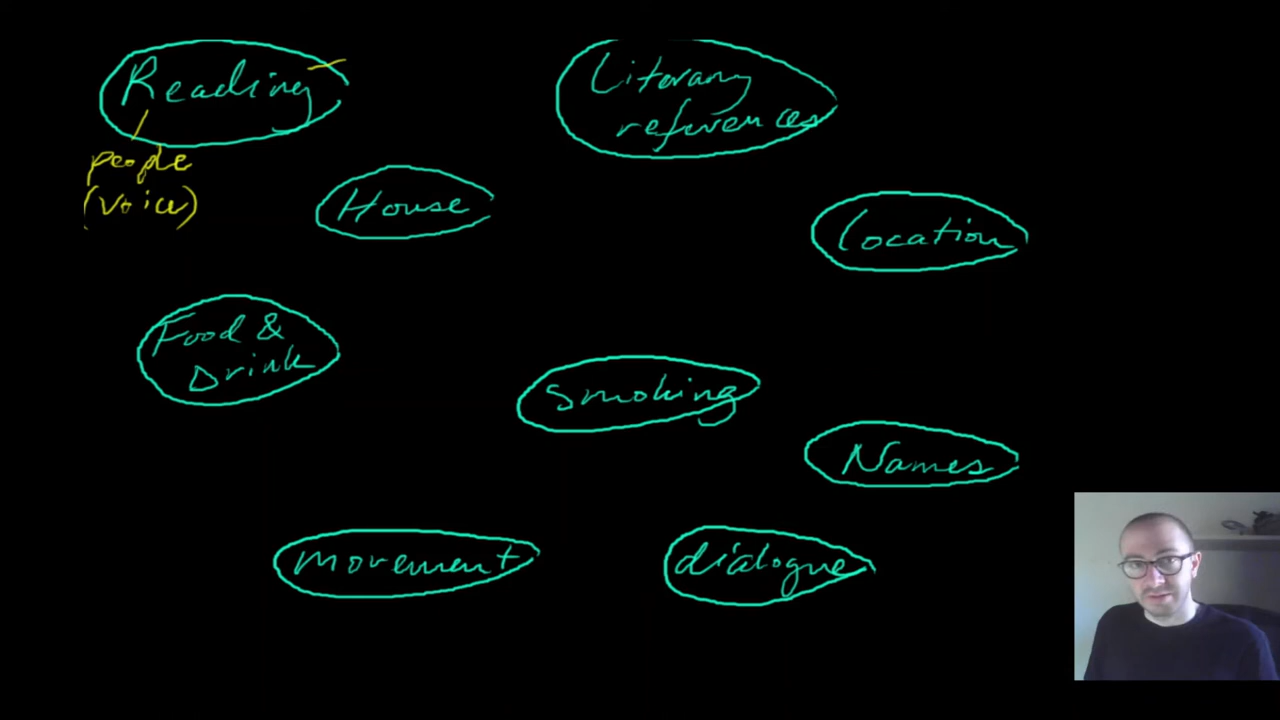 Reading
people
(voice)
Literary
references
House
Location
Food &
Drink
Smoking
Names
movement
dialogue